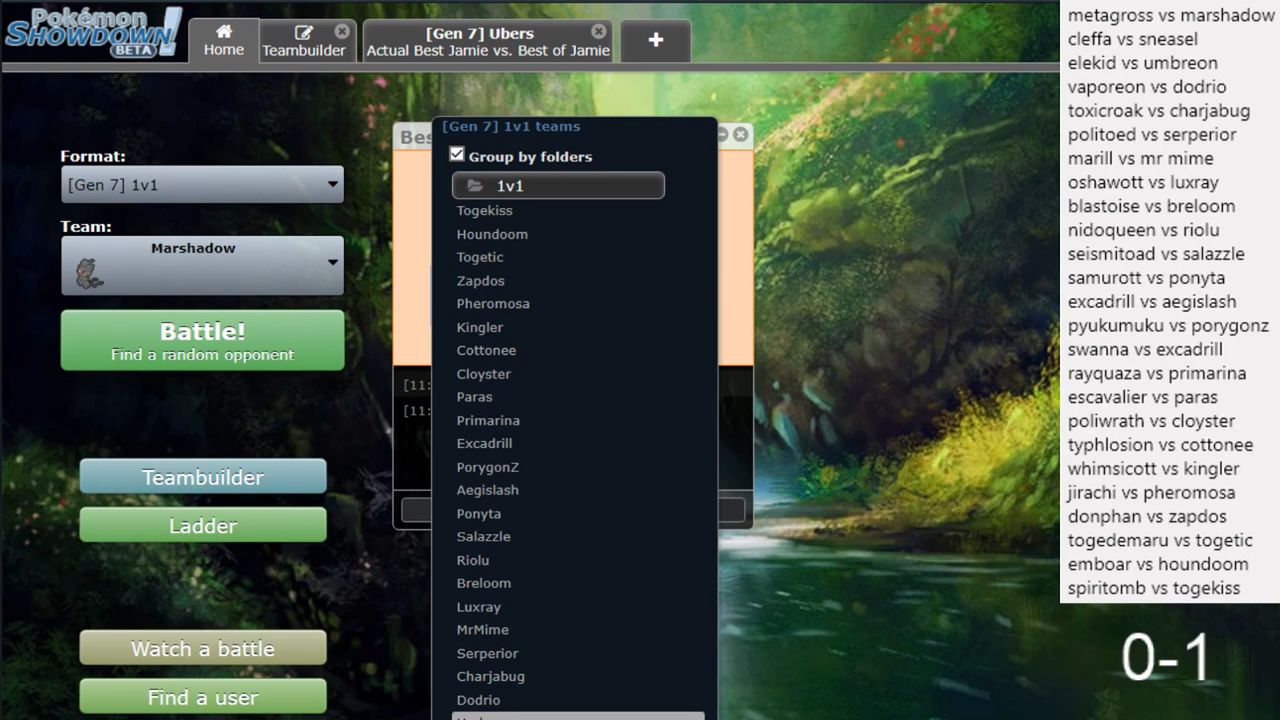 Pokémon
SHOWDOWN!
BETA
Home
Teambuilder
[Gen 7] Ubers
Actual Best Jamie vs. Best of Jamie
+
Format:
[Gen 7] 1v1
Team:
Marshadow
Battle!
Find a random opponent
Teambuilder
Ladder
Watch a battle
Find a user
Bes
[11:
[11:
[Gen 7] 1v1 teams
Group by folders
1v1
Togekiss
Houndoom
Togetic
Zapdos
Pheromosa
Kingler
Cottonee
Cloyster
Paras
Primarina
Excadrill
PorygonZ
Aegislash
Ponyta
Salazzle
Riolu
Breloom
Luxray
MrMime
Serperior
Charjabug
Dodrio
metagross vs marshadow
cleffa vs sneasel
elekid vs umbreon
vaporeon vs dodrio
toxicroak vs charjabug
politoed vs serperior
marill vs mr mime
oshawott vs luxray
blastoise vs breloom
nidoqueen vs riolu
seismitoad vs salazzle
samurott vs ponyta
excadrill vs aegislash
pyukumuku vs porygonz
swanna vs excadrill
rayquaza vs primarina
escavalier vs paras
poliwrath vs cloyster
typhlosion vs cottonee
whimsicott vs kingler
jirachi vs pheromosa
donphan vs zapdos
togedemaru vs togetic
emboar vs houndoom
spiritomb vs togekiss
0-1